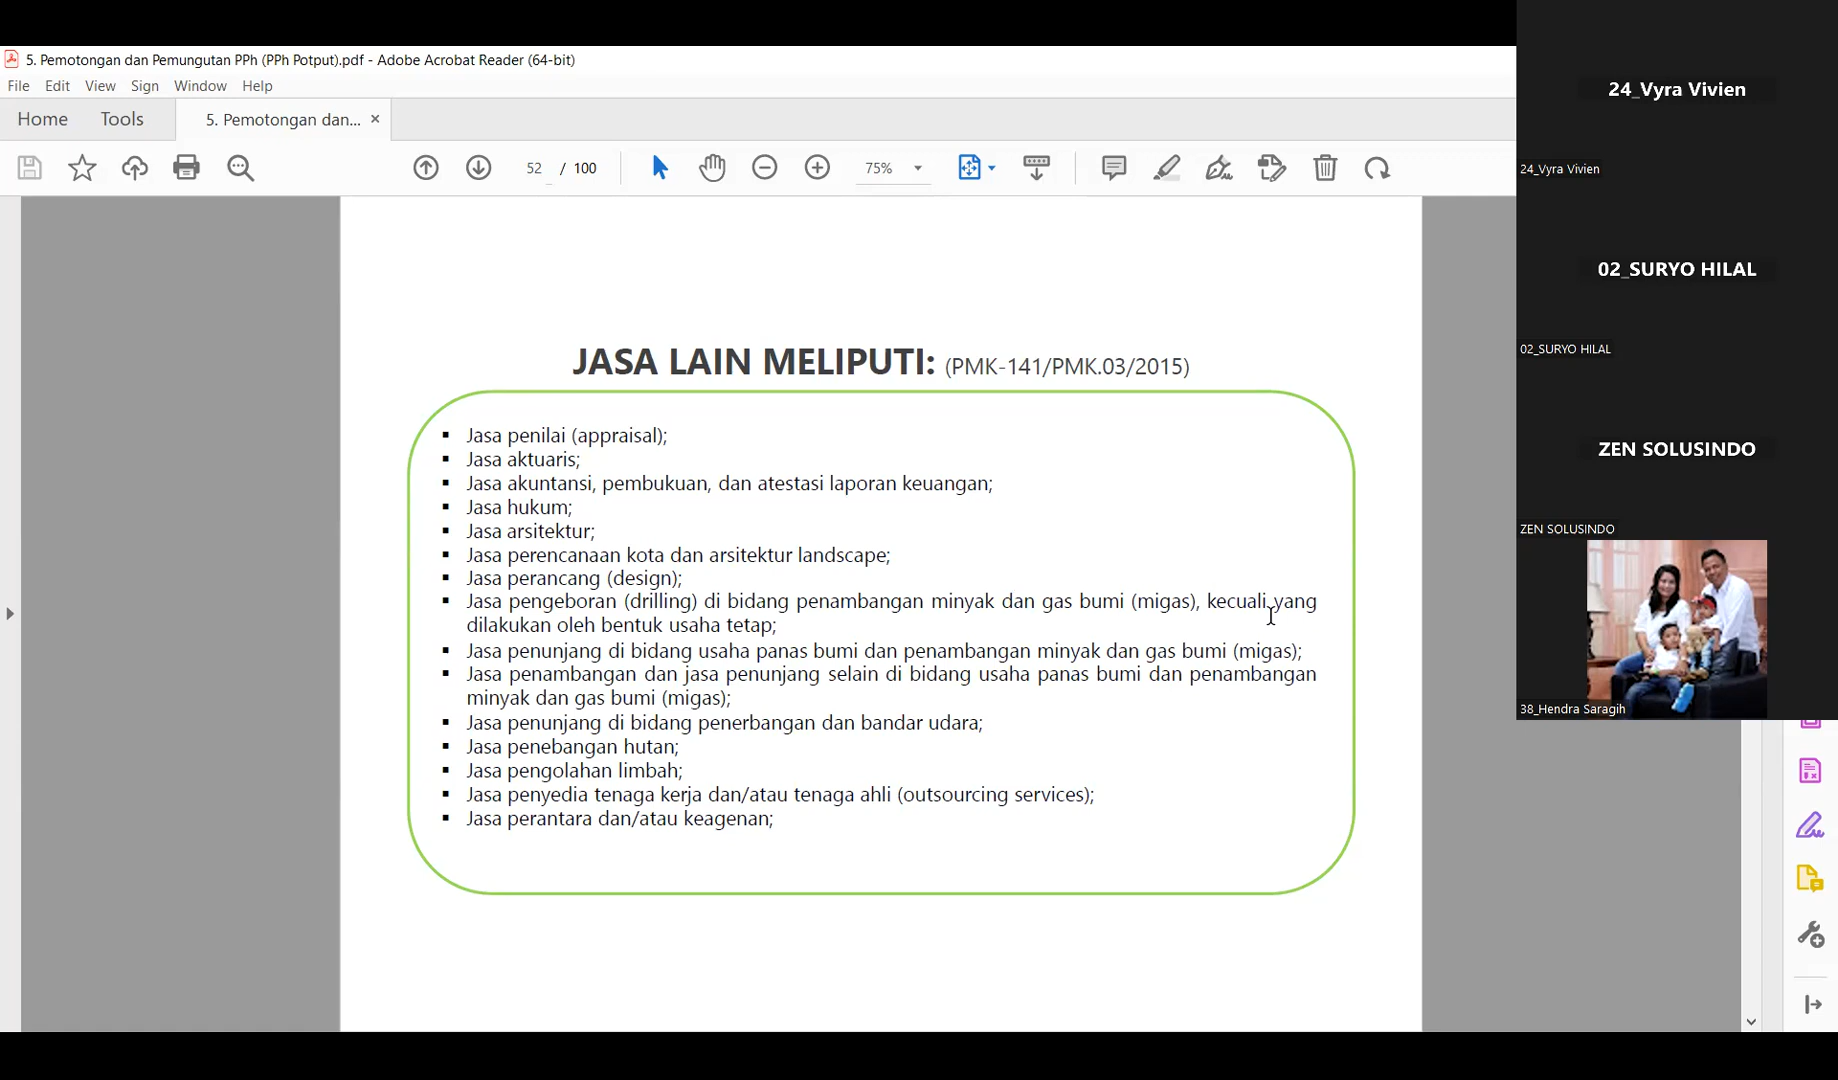 5. Pemotongan dan Pemungutan PPh (PPh Potput).pdf - Adobe Acrobat Reader (64-bit)
File Edit View Sign Window Help
Home Tools 5. Pemotongan dan... ×
52 / 100 75%
JASA LAIN MELIPUTI: (PMK-141/PMK.03/2015)
▪ Jasa penilai (appraisal);
▪ Jasa aktuaris;
▪ Jasa akuntansi, pembukuan, dan atestasi laporan keuangan;
▪ Jasa hukum;
▪ Jasa arsitektur;
▪ Jasa perencanaan kota dan arsitektur landscape;
▪ Jasa perancang (design);
▪ Jasa pengeboran (drilling) di bidang penambangan minyak dan gas bumi (migas), kecuali yang
dilakukan oleh bentuk usaha tetap;
▪ Jasa penunjang di bidang usaha panas bumi dan penambangan minyak dan gas bumi (migas);
▪ Jasa penambangan dan jasa penunjang selain di bidang usaha panas bumi dan penambangan
minyak dan gas bumi (migas);
▪ Jasa penunjang di bidang penerbangan dan bandar udara;
▪ Jasa penebangan hutan;
▪ Jasa pengolahan limbah;
▪ Jasa penyedia tenaga kerja dan/atau tenaga ahli (outsourcing services);
▪ Jasa perantara dan/atau keagenan;
24_Vyra Vivien
24_Vyra Vivien
02_SURYO HILAL
02_SURYO HILAL
ZEN SOLUSINDO
ZEN SOLUSINDO
38_Hendra Saragih